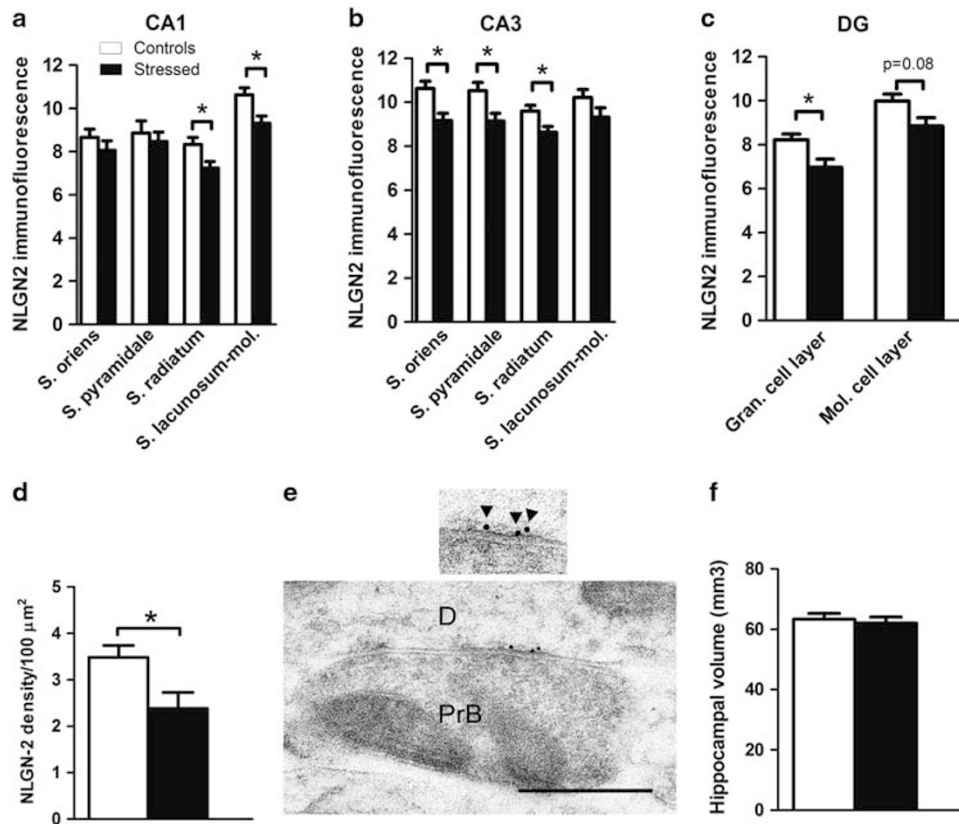 a
CA1
Controls
Stressed
*
*
NLGN2 immunofluorescence
12
10
8
6
4
2
0
S. oriens
S. pyramidale
S. radiatum
S. lacunosum-mol.
b
CA3
*
*
*
NLGN2 immunofluorescence
12
10
8
6
4
2
0
S. oriens
S. pyramidale
S. radiatum
S. lacunosum-mol.
c
DG
*
p=0.08
NLGN2 immunofluorescence
12
10
8
6
4
2
0
Gran. cell layer
Mol. cell layer
d
*
NLGN-2 density/100 µm²
5
4
3
2
1
0
e
D
PrB
f
Hippocampal volume (mm3)
80
60
40
20
0